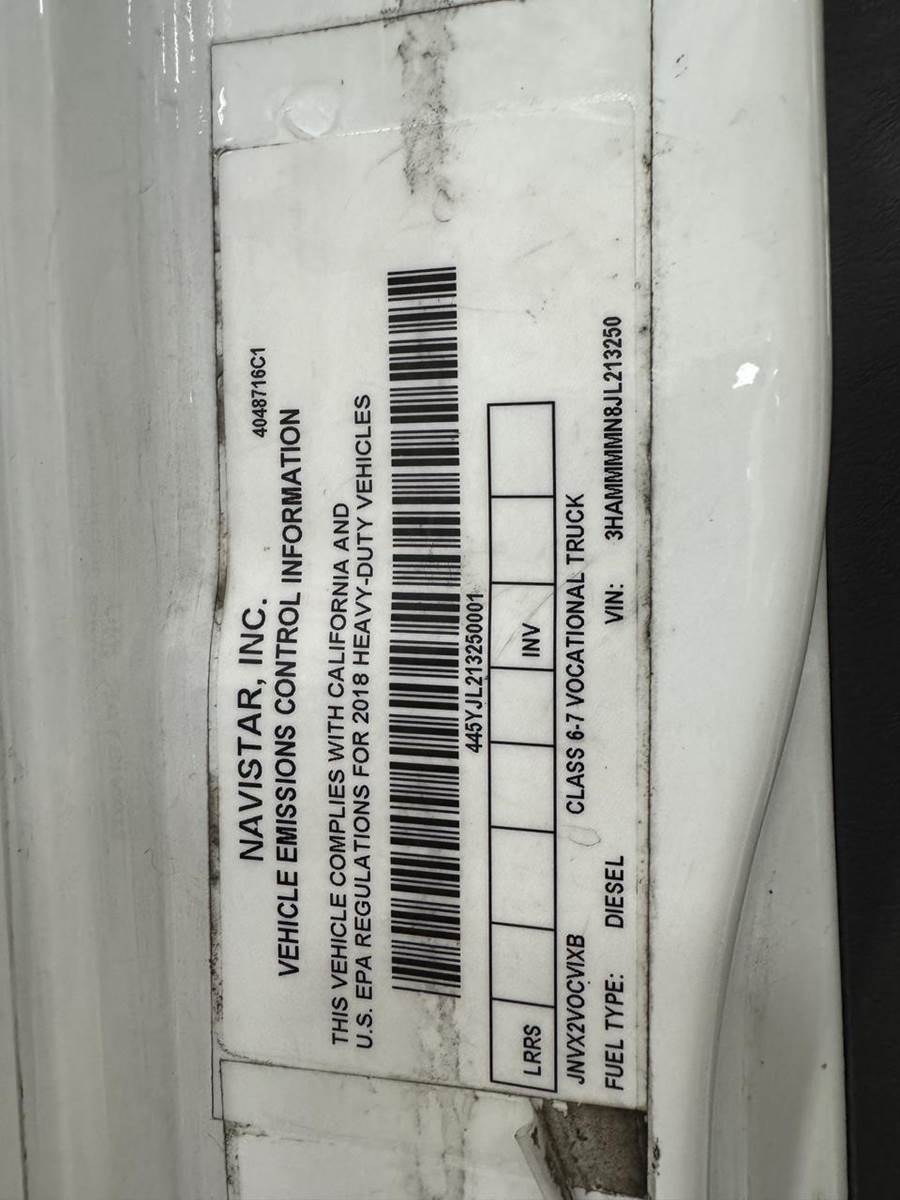 4048716C1
NAVISTAR, INC.
VEHICLE EMISSIONS CONTROL INFORMATION
THIS VEHICLE COMPLIES WITH CALIFORNIA AND
U.S. EPA REGULATIONS FOR 2018 HEAVY-DUTY VEHICLES
445YJL213250001
LRRS INV
JNVX2VOCVIXB CLASS 6-7 VOCATIONAL TRUCK
FUEL TYPE: DIESEL VIN: 3HAMMMMN8JL213250